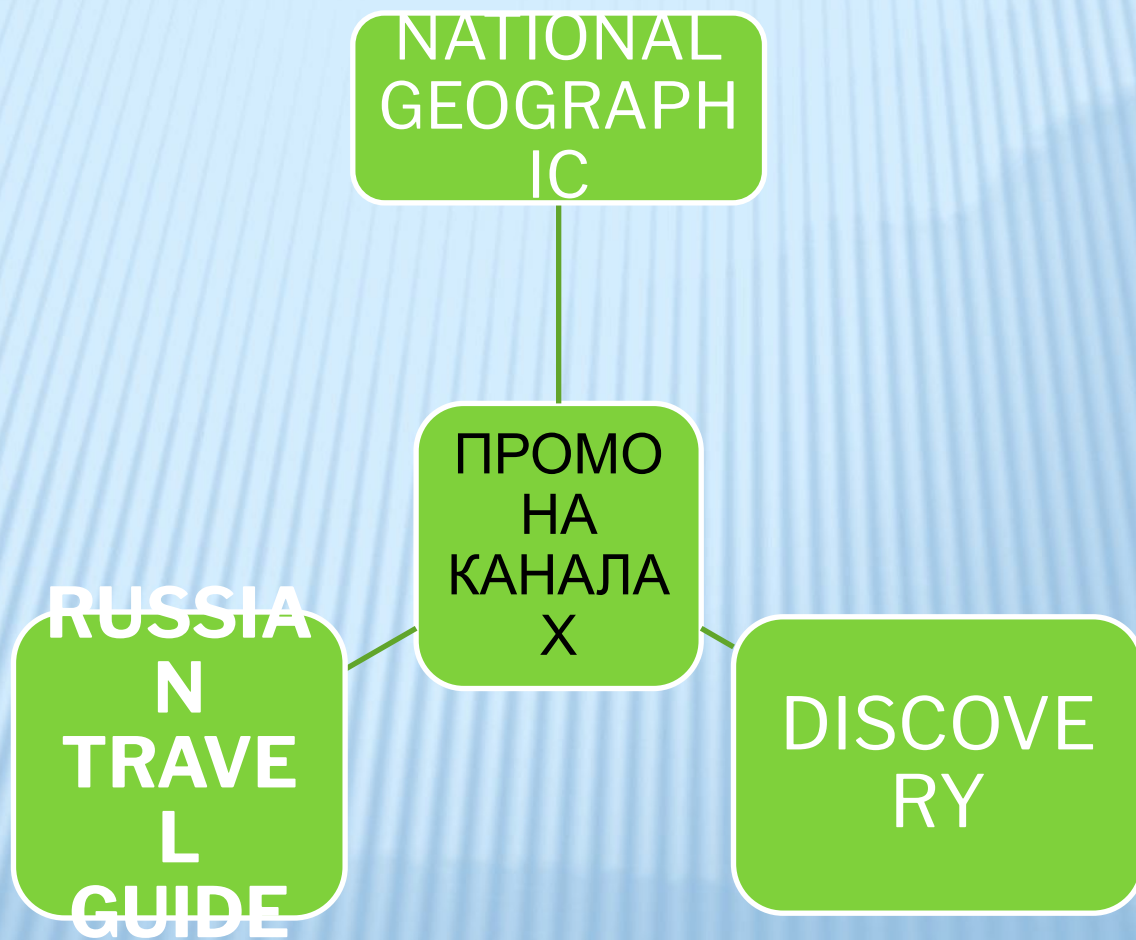 NATIONAL
GEOGRAPH
IC
ПРОМО
НА
КАНАЛА
Х
RUSSIA
N
TRAVE
L
GUIDE
DISCOVE
RY